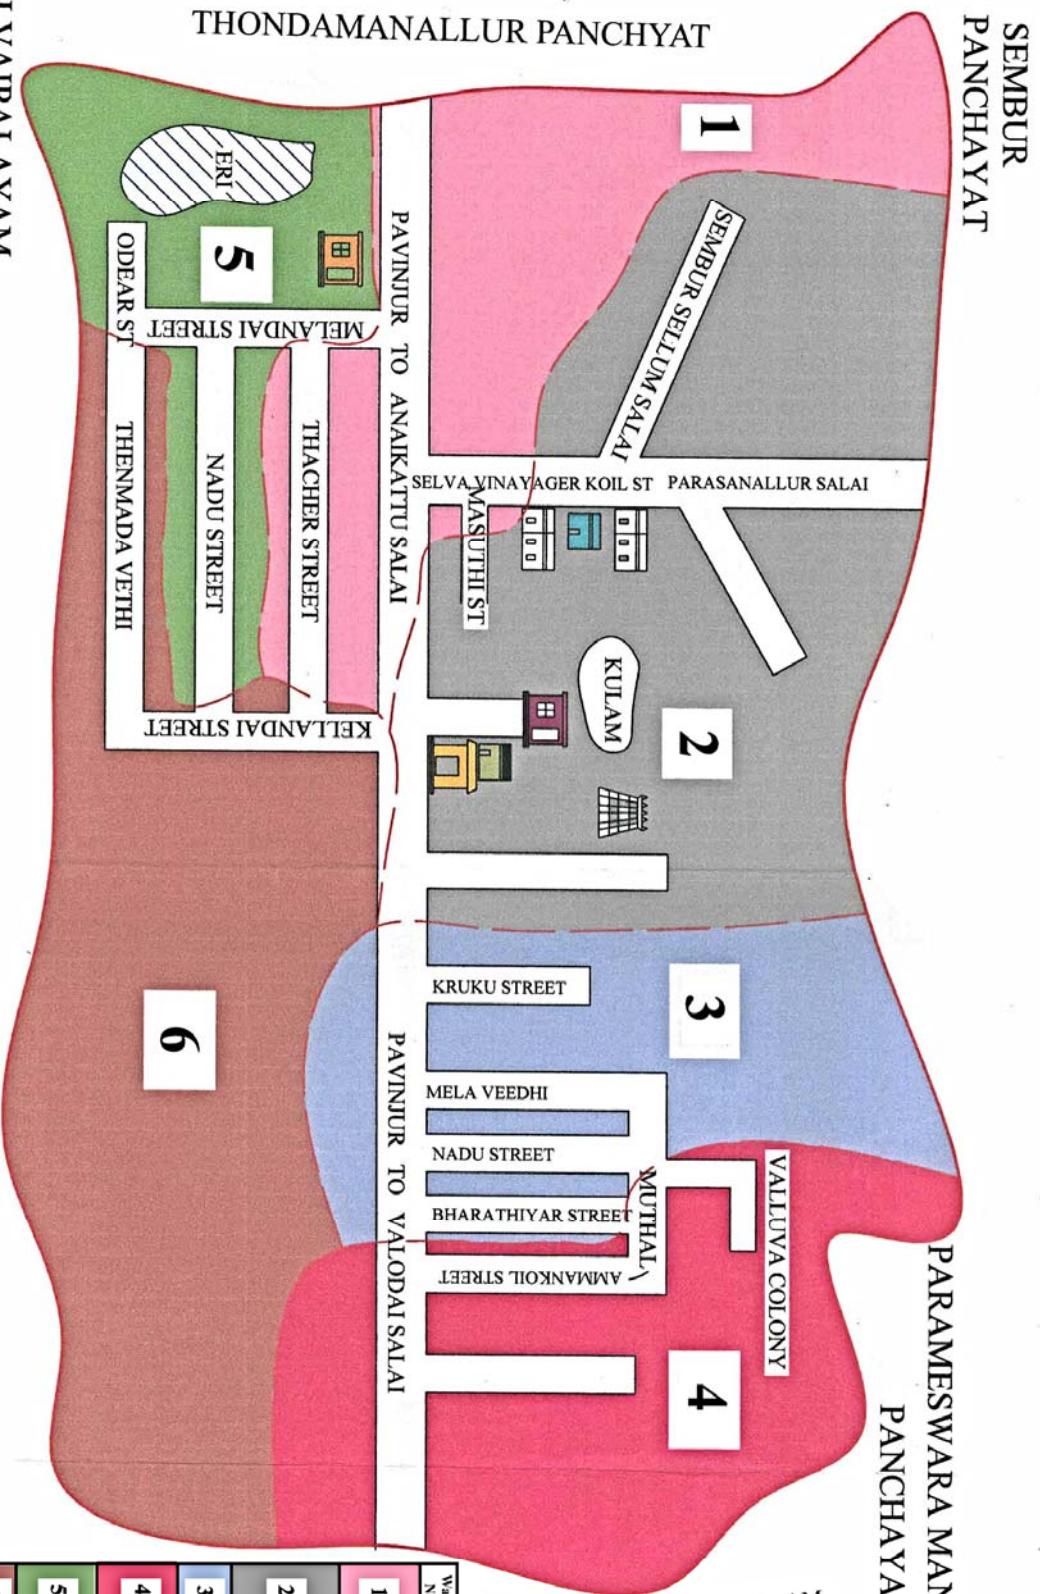 THONDAMANALLUR PANCHYAT
SEMBUR
PANCHAYAT
1
ERI
5
ODEAR ST
MELANDAI STREET
PAVINJUR TO ANAIKATTU SALAI
SEMBUR SELLUM SALAI
SELVA VINAYAGER KOIL ST
PARASANALLUR SALAI
MASUTHI ST
THACHER STREET
NADU STREET
THENMADA VETHI
KELLANDAI STREET
KULAM
2
KRUKU STREET
3
MELA VEEDHI
NADU STREET
BHARATHIYAR STREET
MUTHAL
AMMANKOIL STREET
VALLUVA COLONY
6
PAVINJUR TO VALODAI SALAI
4
PARAMESWARA MAN
PANCHAYA
1
2
3
4
5